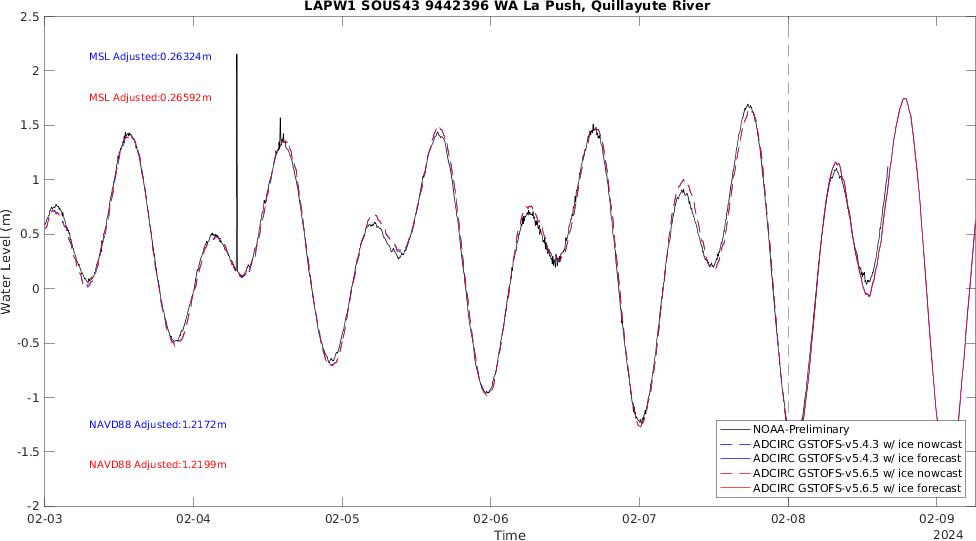 LAPW1 SOUS43 9442396 WA La Push, Quillayute River
2.5
2
1.5
1
0.5
0
-0.5
-1
-1.5
-2
Water Level (m)
MSL Adjusted:0.26324m
MSL Adjusted:0.26592m
NAVD88 Adjusted:1.2172m
NAVD88 Adjusted:1.2199m
NOAA-Preliminary
ADCIRC GSTOFS-v5.4.3 w/ ice nowcast
ADCIRC GSTOFS-v5.4.3 w/ ice forecast
ADCIRC GSTOFS-v5.6.5 w/ ice nowcast
ADCIRC GSTOFS-v5.6.5 w/ ice forecast
02-03 02-04 02-05 02-06 02-07 02-08 02-09
Time
2024